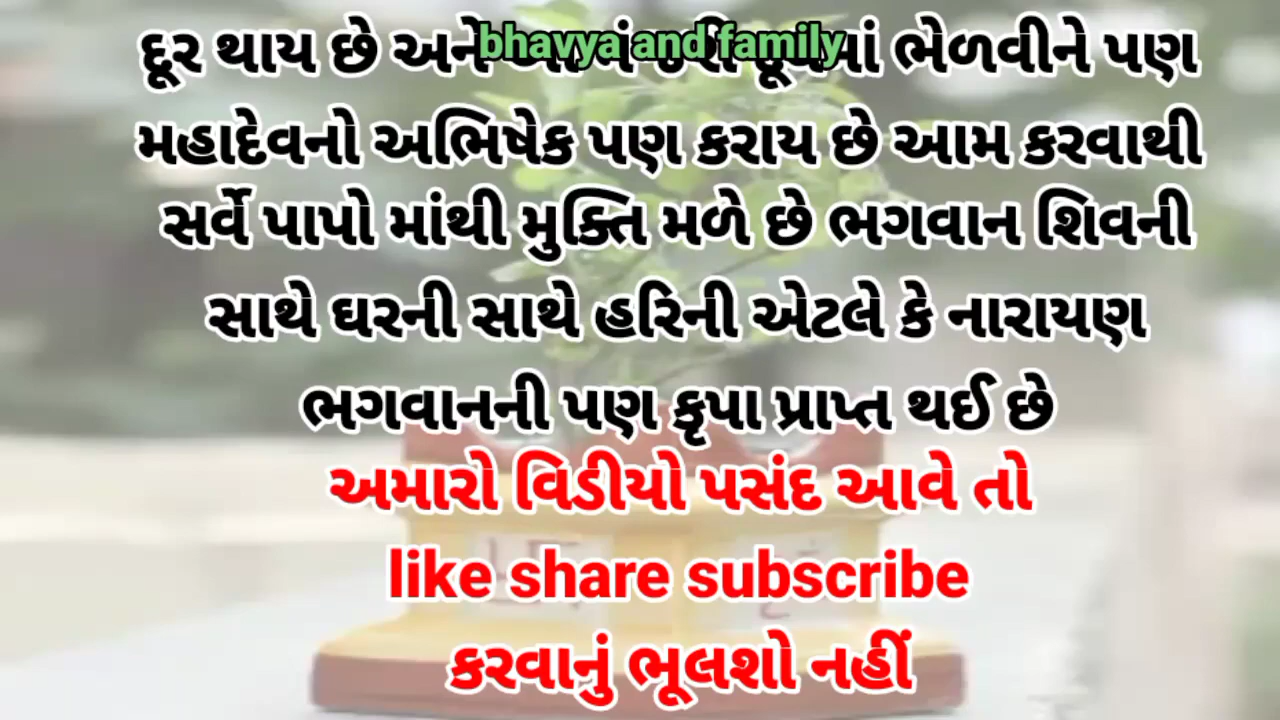 bhavya and family
દૂર થાય છે અને ભેળવીને પણ
મહાદેવનો અભિષેક પણ કરાય છે આમ કરવાથી
સર્વે પાપો માંથી મુક્તિ મળે છે ભગવાન શિવની
સાથે ઘરની સાથે હરિની એટલે કે નારાયણ
ભગવાનની પણ કૃપા પ્રાપ્ત થઈ છે
અમારો વિડીયો પસંદ આવે તો
like share subscribe
કરવાનું ભૂલશો નહીં